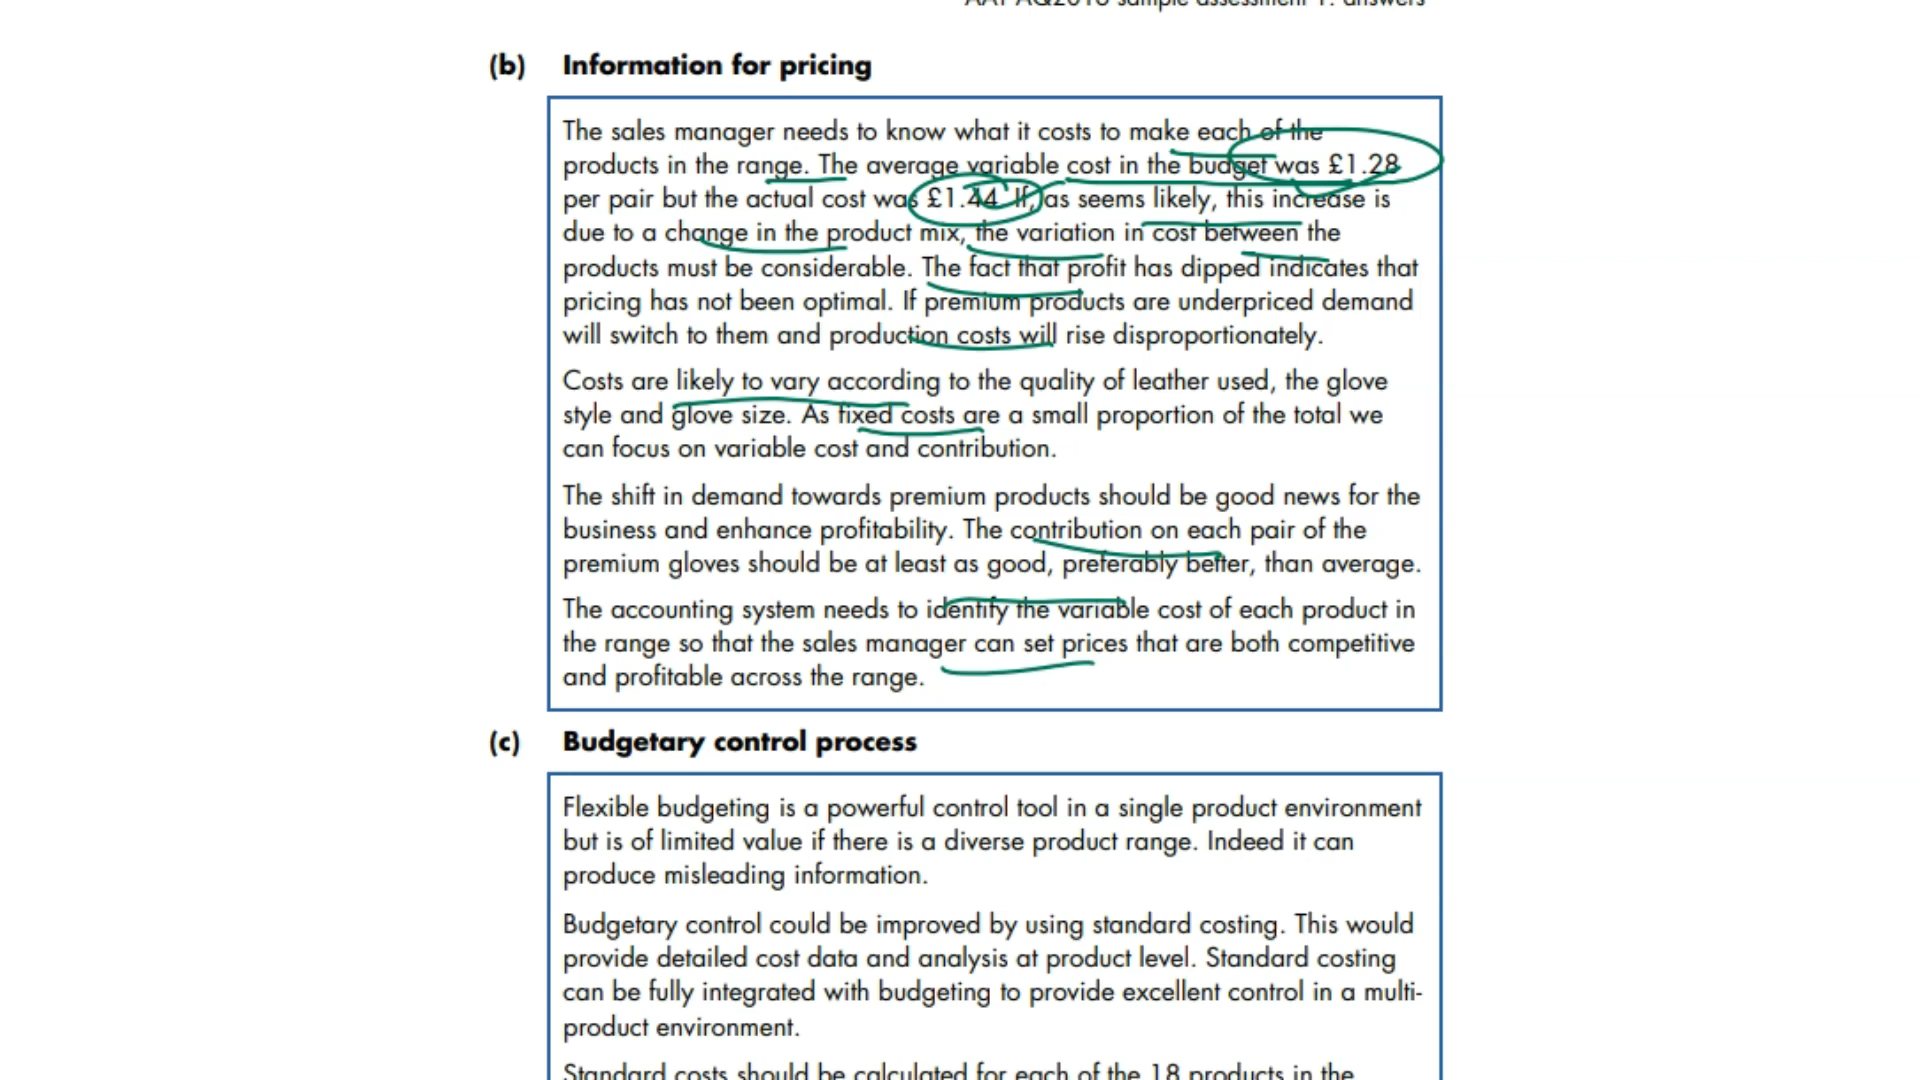 AAT AQ2016 sample assessment 1: answers
(b) Information for pricing
The sales manager needs to know what it costs to make each of the
products in the range. The average variable cost in the budget was £1.28
per pair but the actual cost was £1.44. If, as seems likely, this increase is
due to a change in the product mix, the variation in cost between the
products must be considerable. The fact that profit has dipped indicates that
pricing has not been optimal. If premium products are underpriced demand
will switch to them and production costs will rise disproportionately.
Costs are likely to vary according to the quality of leather used, the glove
style and glove size. As fixed costs are a small proportion of the total we
can focus on variable cost and contribution.
The shift in demand towards premium products should be good news for the
business and enhance profitability. The contribution on each pair of the
premium gloves should be at least as good, preferably better, than average.
The accounting system needs to identify the variable cost of each product in
the range so that the sales manager can set prices that are both competitive
and profitable across the range.
(c) Budgetary control process
Flexible budgeting is a powerful control tool in a single product environment
but is of limited value if there is a diverse product range. Indeed it can
produce misleading information.
Budgetary control could be improved by using standard costing. This would
provide detailed cost data and analysis at product level. Standard costing
can be fully integrated with budgeting to provide excellent control in a multi-
product environment.
Standard costs should be calculated for each of the 18 products in the